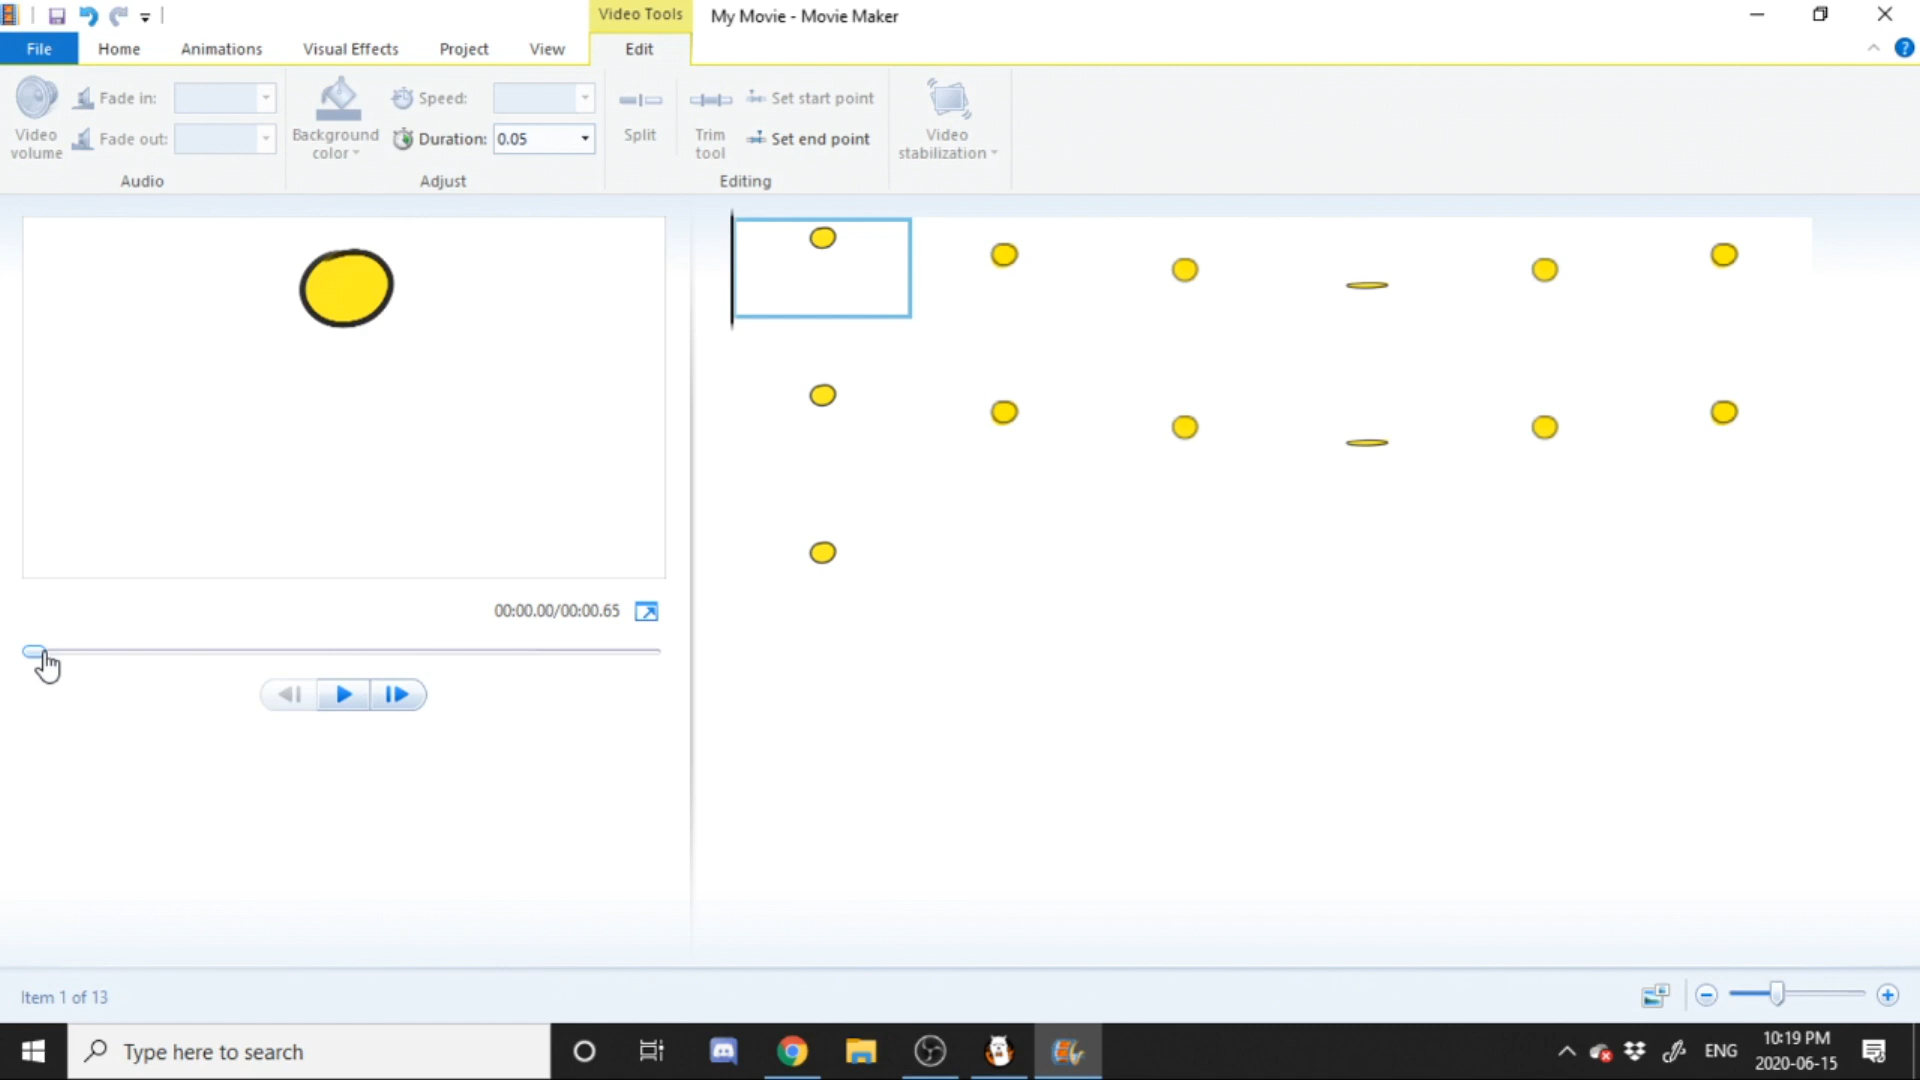 Video Tools
My Movie - Movie Maker
File
Home
Animations
Visual Effects
Project
View
Edit
Video volume
Fade in:
Fade out:
Audio
Background color
Speed:
Duration: 0.05
Adjust
Split
Trim tool
Set start point
Set end point
Editing
Video stabilization
00:00.00/00:00.65
Item 1 of 13
Type here to search
ENG
10:19 PM
2020-06-15